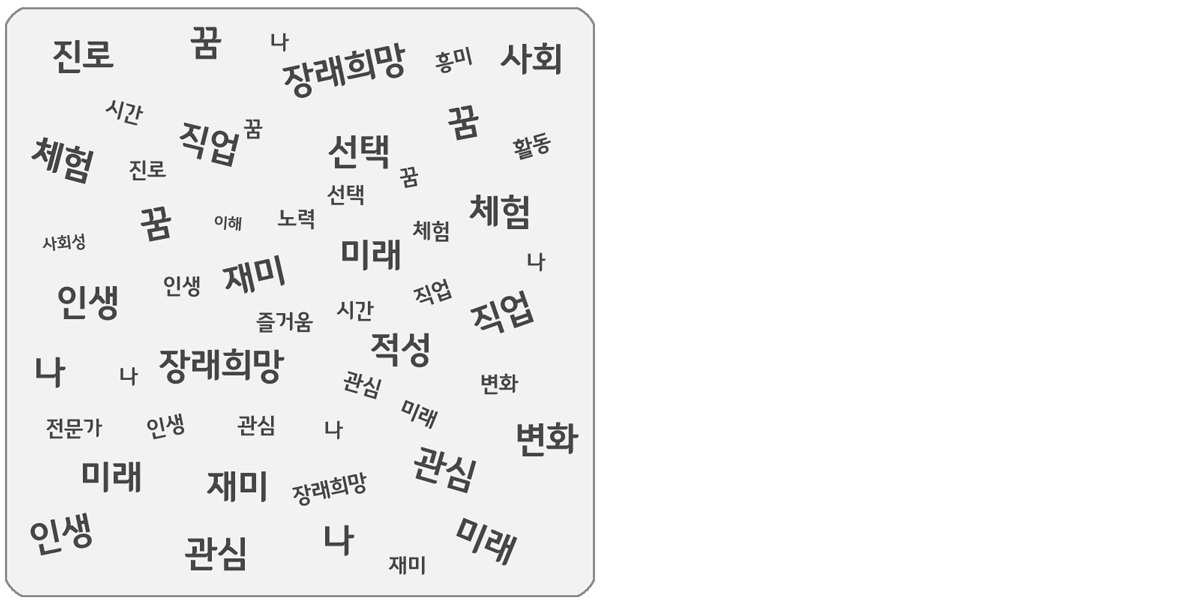 진로
꿈
나
장래희망
흥미
사회
시간
직업
꿈
꿈
활동
체험
진로
선택
꿈
선택
체험
꿈
이해
노력
체험
사회성
미래
나
인생
인생
재미
직업
직업
즐거움
시간
적성
나
나
장래희망
관심
변화
미래
전문가
인생
관심
나
변화
미래
재미
장래희망
관심
인생
관심
나
미래
재미